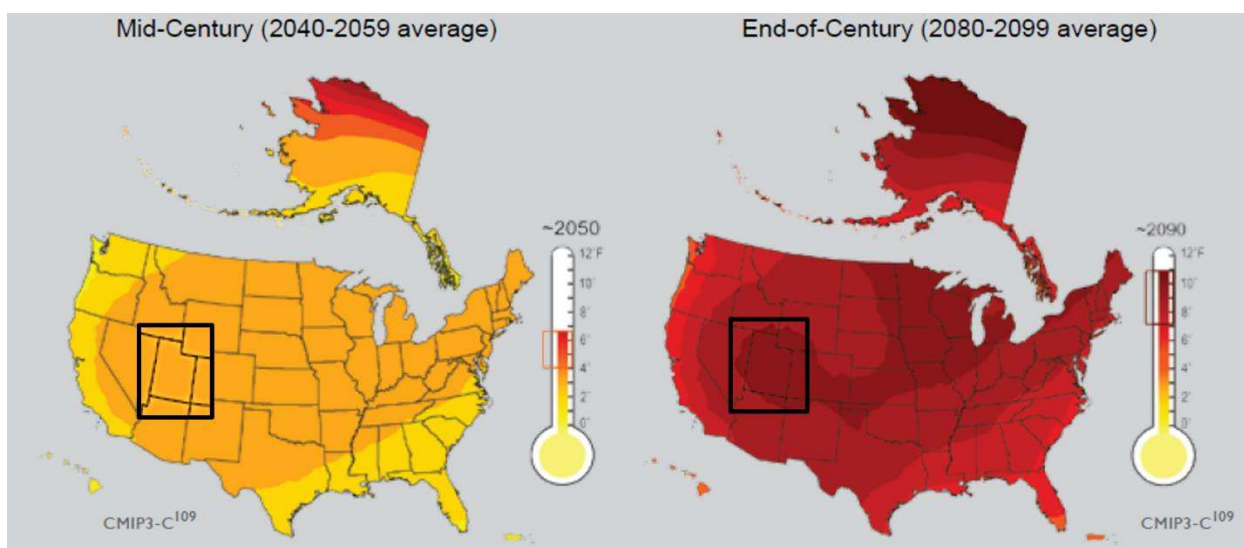 Mid-Century (2040-2059 average)
End-of-Century (2080-2099 average)
~2050
12°F
10°
8°
6°
4°
2°
0°
~2090
12°F
10°
8°
6°
4°
2°
0°
CMIP3-C109
CMIP3-C109